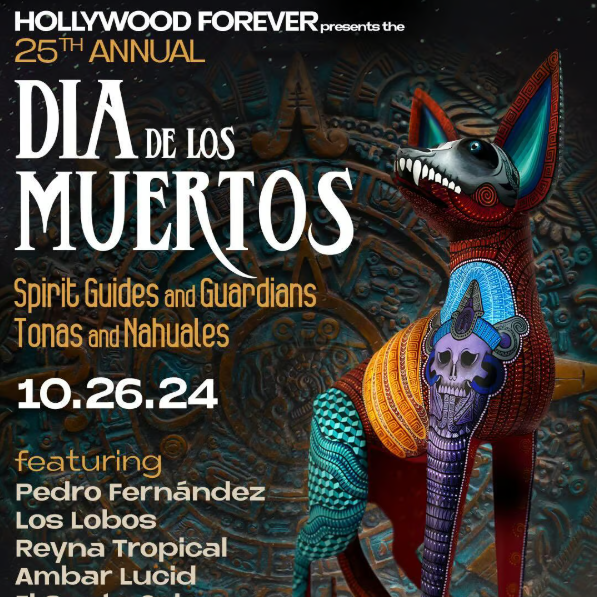 HOLLYWOOD FOREVER presents the
25TH ANNUAL
DIA DE LOS
MUERTOS
Spirit Guides and Guardians
Tonas and Nahuales
10.26.24
featuring
Pedro Fernández
Los Lobos
Reyna Tropical
Ambar Lucid